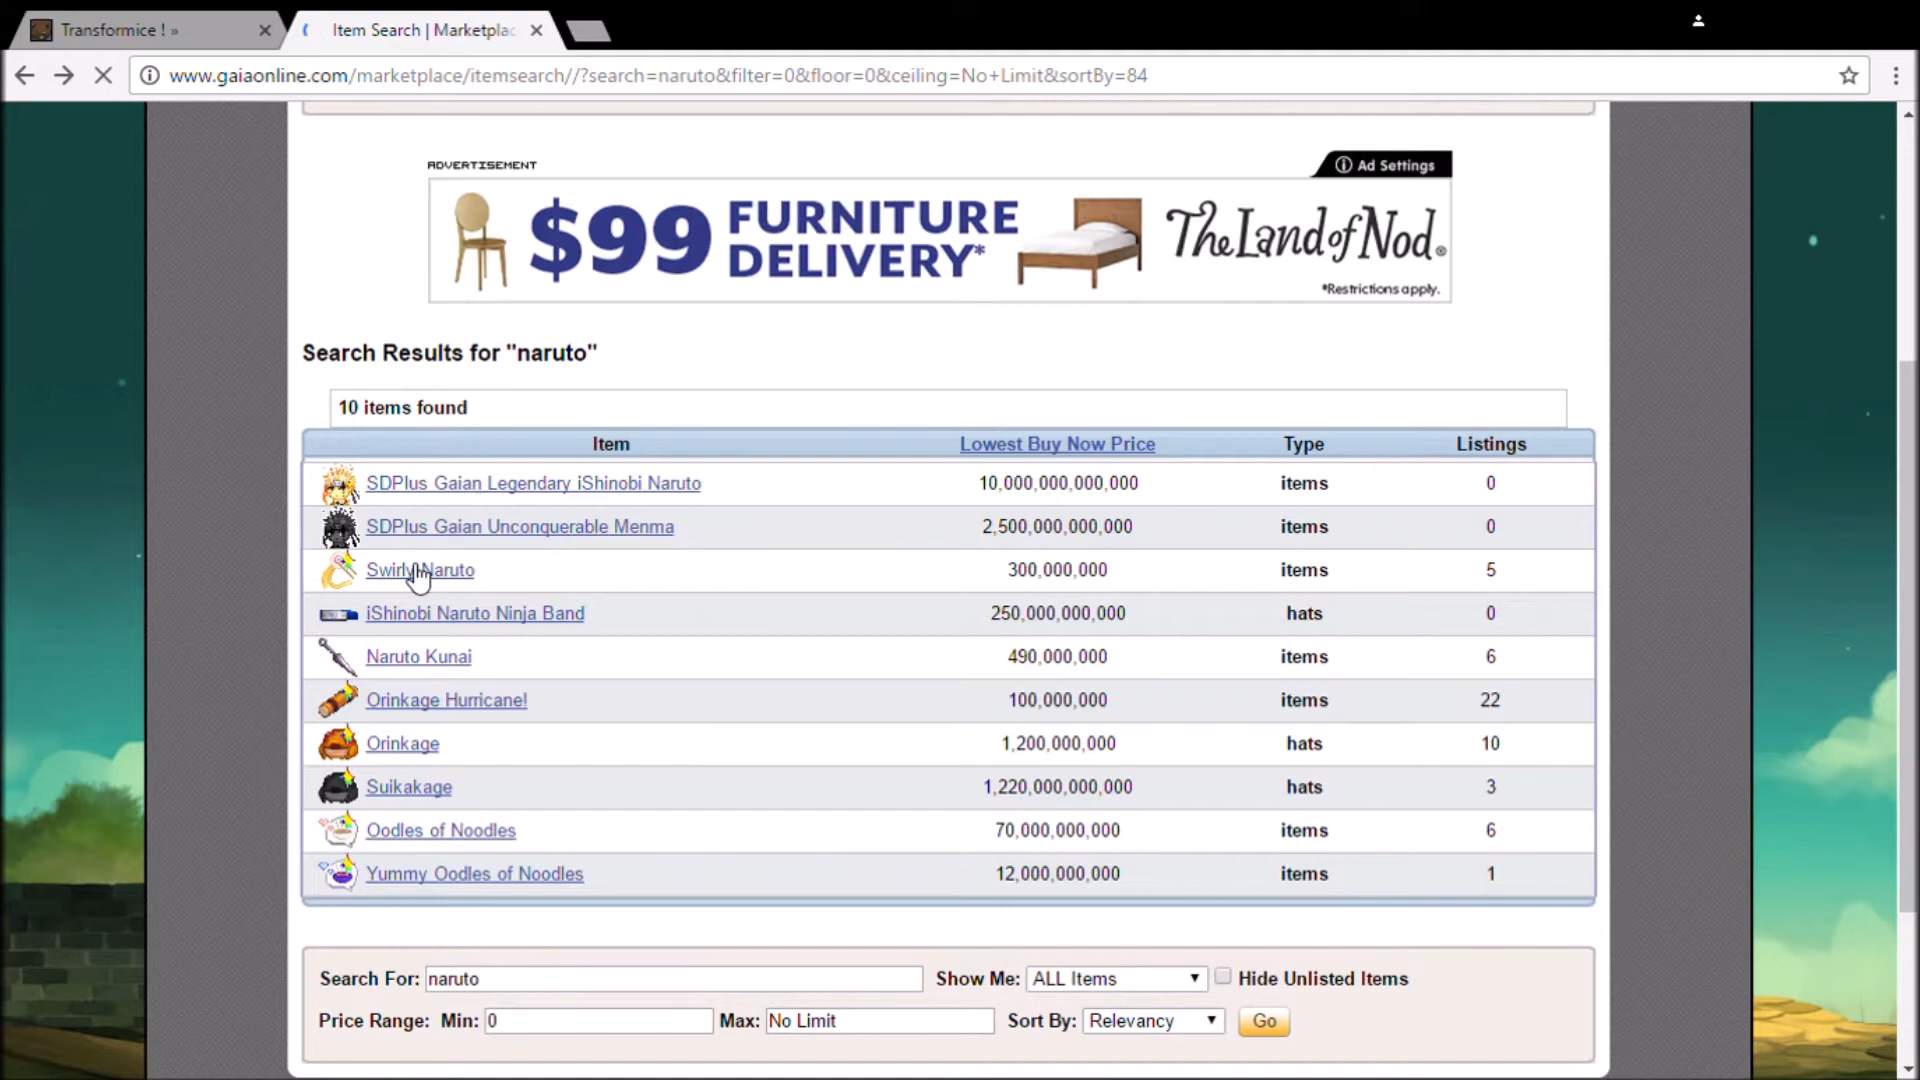 Transformice ! »
Item Search | Marketplac
www.gaiaonline.com/marketplace/itemsearch//?search=naruto&filter=0&floor=0&ceiling=No+Limit&sortBy=84
ADVERTISEMENT
Ad Settings
$99 FURNITURE DELIVERY*
The Land of Nod®
*Restrictions apply.
Search Results for "naruto"
10 items found
Item Lowest Buy Now Price Type Listings
SDPlus Gaian Legendary iShinobi Naruto 10,000,000,000,000 items 0
SDPlus Gaian Unconquerable Menma 2,500,000,000,000 items 0
Swirly Naruto 300,000,000 items 5
iShinobi Naruto Ninja Band 250,000,000,000 hats 0
Naruto Kunai 490,000,000 items 6
Orinkage Hurricane! 100,000,000 items 22
Orinkage 1,200,000,000 hats 10
Suikakage 1,220,000,000,000 hats 3
Oodles of Noodles 70,000,000,000 items 6
Yummy Oodles of Noodles 12,000,000,000 items 1
Search For: naruto Show Me: ALL Items Hide Unlisted Items
Price Range: Min: 0 Max: No Limit Sort By: Relevancy Go